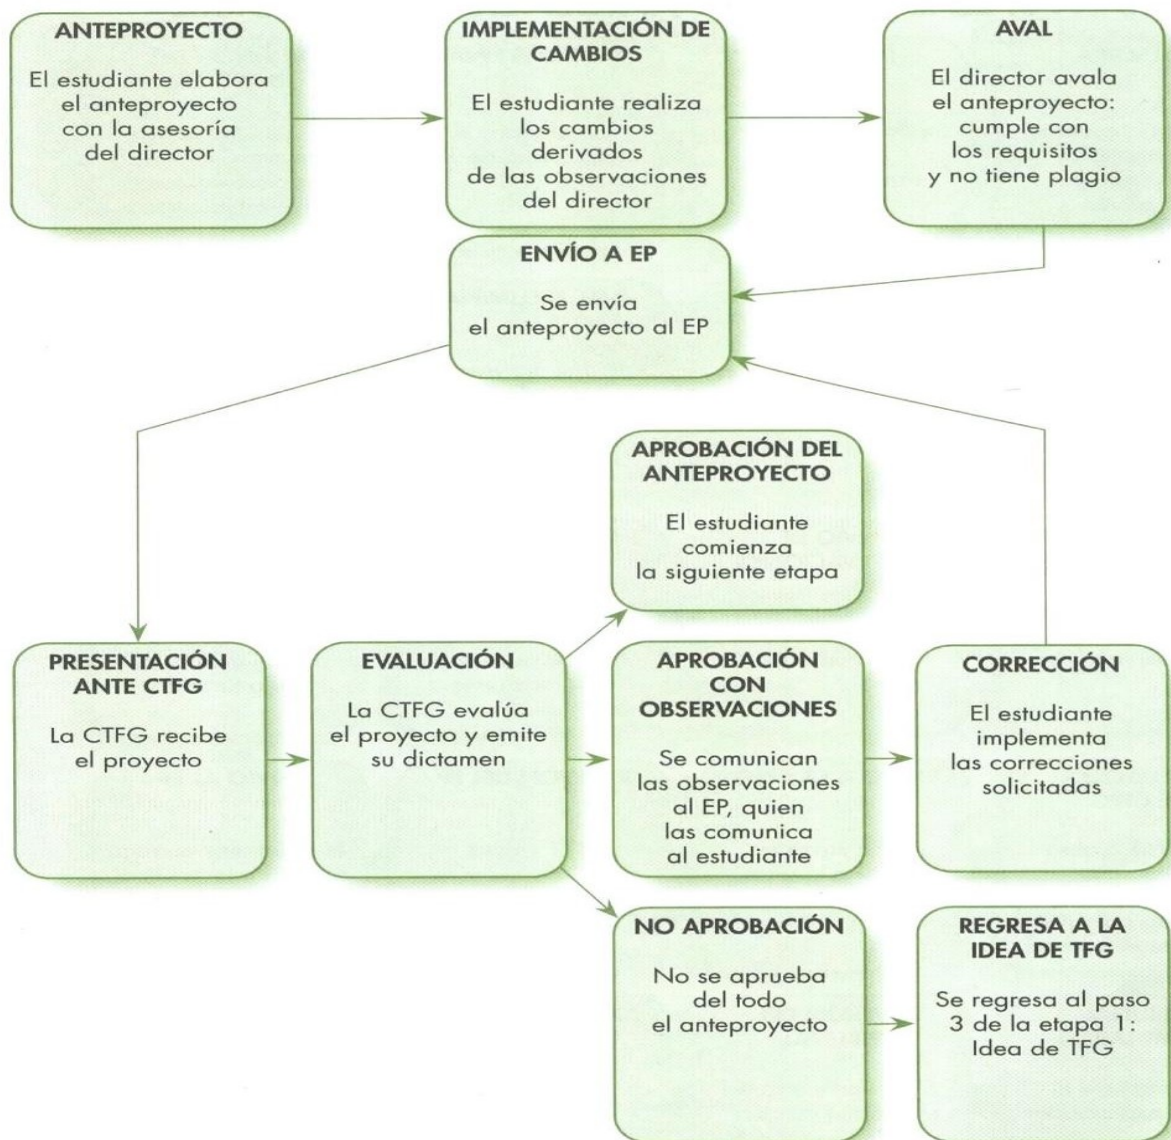 ANTEPROYECTO
El estudiante elabora
el anteproyecto
con la asesoría
del director
IMPLEMENTACIÓN DE
CAMBIOS
El estudiante realiza
los cambios
derivados
de las observaciones
del director
AVAL
El director avala
el anteproyecto:
cumple con
los requisitos
y no tiene plagio
ENVÍO A EP
Se envía
el anteproyecto al EP
APROBACIÓN DEL
ANTEPROYECTO
El estudiante
comienza
la siguiente etapa
PRESENTACIÓN
ANTE CTFG
La CTFG recibe
el proyecto
EVALUACIÓN
La CTFG evalúa
el proyecto y emite
su dictamen
APROBACIÓN
CON
OBSERVACIONES
Se comunican
las observaciones
al EP, quien
las comunica
al estudiante
CORRECCIÓN
El estudiante
implementa
las correcciones
solicitadas
NO APROBACIÓN
No se aprueba
del todo
el anteproyecto
REGRESA A LA
IDEA DE TFG
Se regresa al paso
3 de la etapa 1:
Idea de TFG